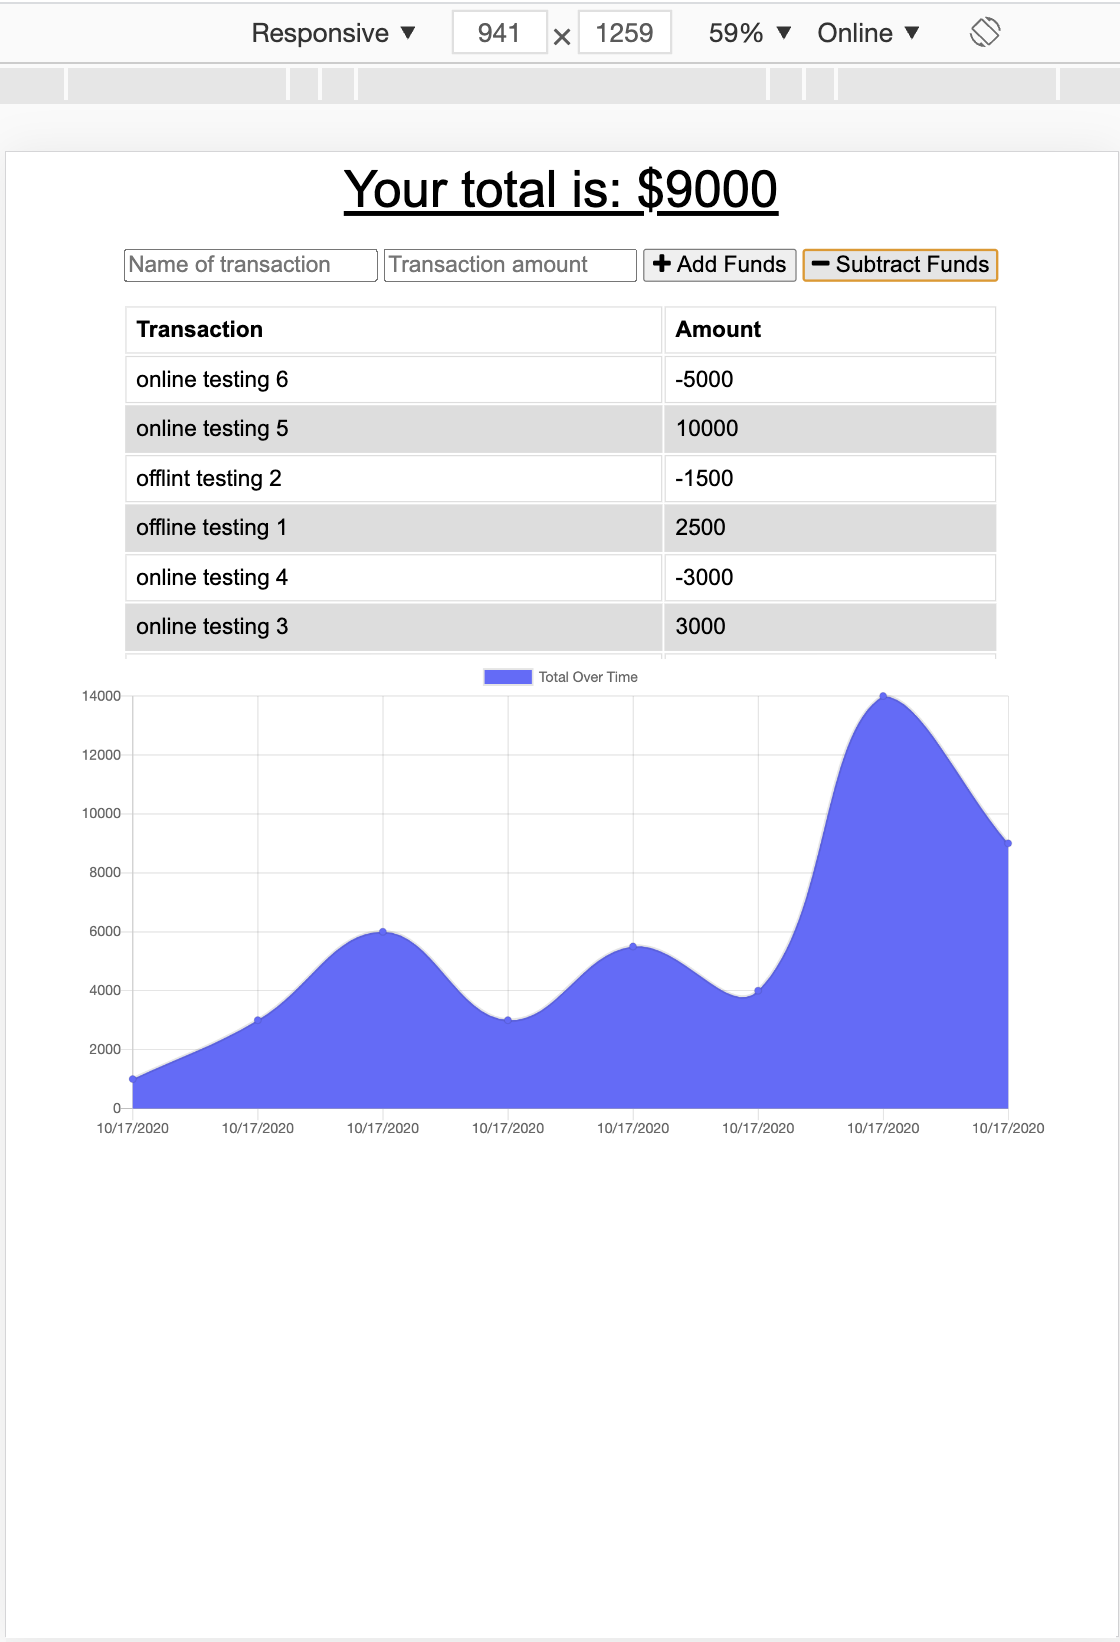 Responsive ▼ 941 × 1259 59% ▼ Online ▼
Your total is: $9000
Name of transaction Transaction amount + Add Funds − Subtract Funds
Transaction Amount
online testing 6 -5000
online testing 5 10000
offlint testing 2 -1500
offline testing 1 2500
online testing 4 -3000
online testing 3 3000
Total Over Time
14000
12000
10000
8000
6000
4000
2000
0
10/17/2020 10/17/2020 10/17/2020 10/17/2020 10/17/2020 10/17/2020 10/17/2020 10/17/2020